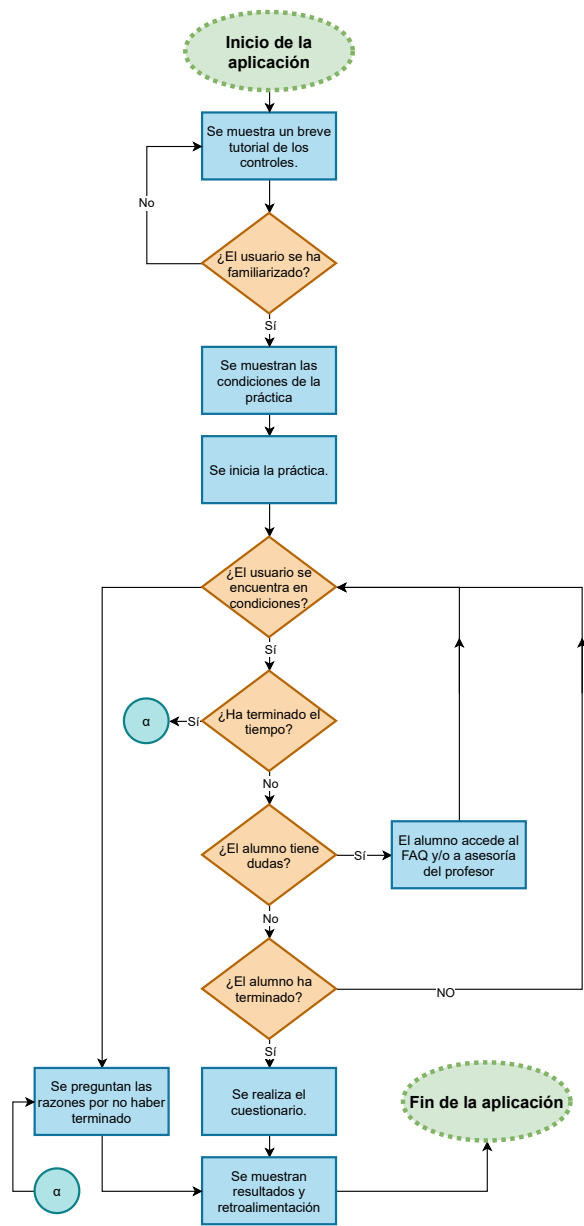 Inicio de la
aplicación
Se muestra un breve
tutorial de los
controles.
No
¿El usuario se ha
familiarizado?
Sí
Se muestran las
condiciones de la
práctica
Se inicia la práctica.
¿El usuario se
encuentra en
condiciones?
Sí
¿Ha terminado el
tiempo?
Sí
α
No
¿El alumno tiene
dudas?
Sí
El alumno accede al
FAQ y/o a asesoría
del profesor
No
¿El alumno ha
terminado?
NO
Sí
Se preguntan las
razones por no haber
terminado
Se realiza el
cuestionario.
Fin de la aplicación
α
Se muestran
resultados y
retroalimentación